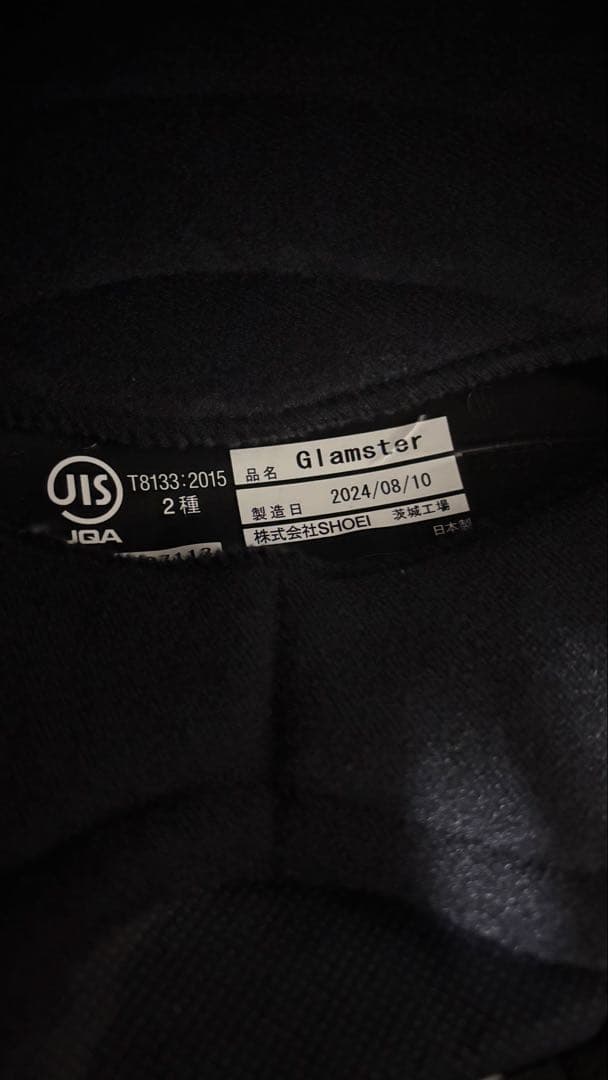 JIS
T8133:2015
2種
JQA
品名 Glamster
製造日 2024/08/10
株式会社SHOEI 茨城工場
日本製